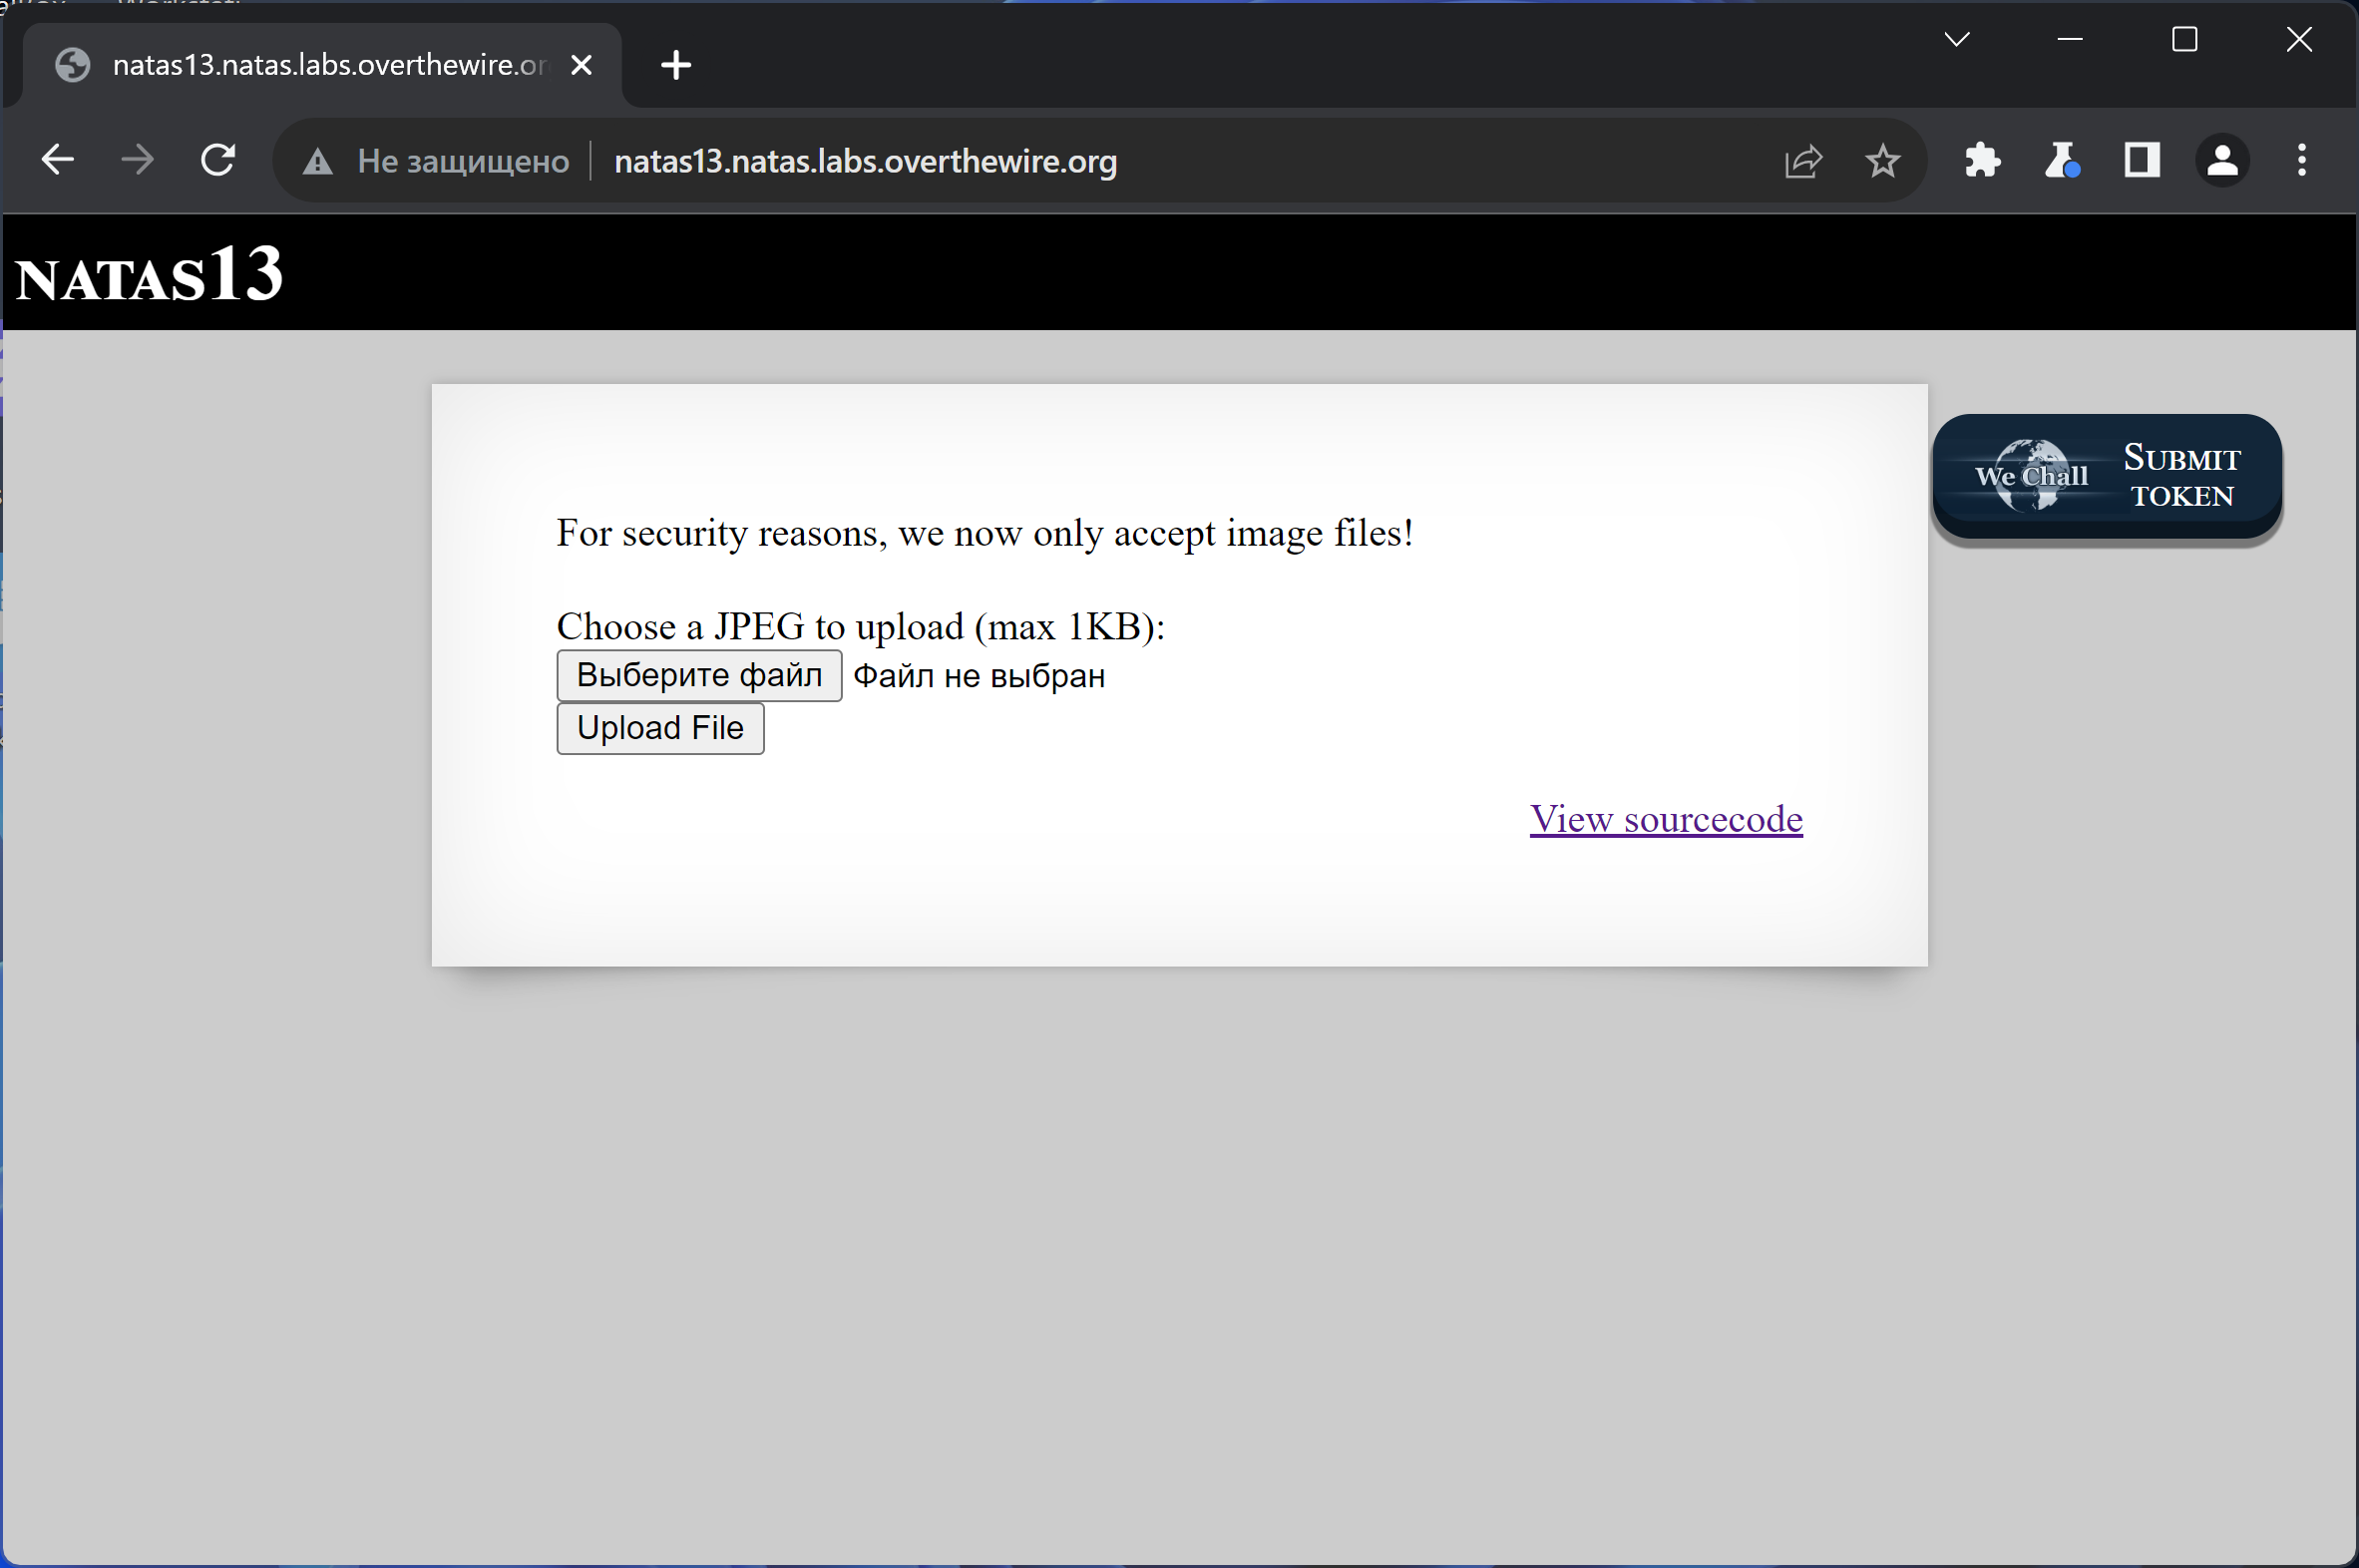 natas13.natas.labs.overthewire.or
Не защищено natas13.natas.labs.overthewire.org
NATAS13
For security reasons, we now only accept image files!
Choose a JPEG to upload (max 1KB):
Выберите файл Файл не выбран
Upload File
View sourcecode
We Chall
SUBMIT
TOKEN